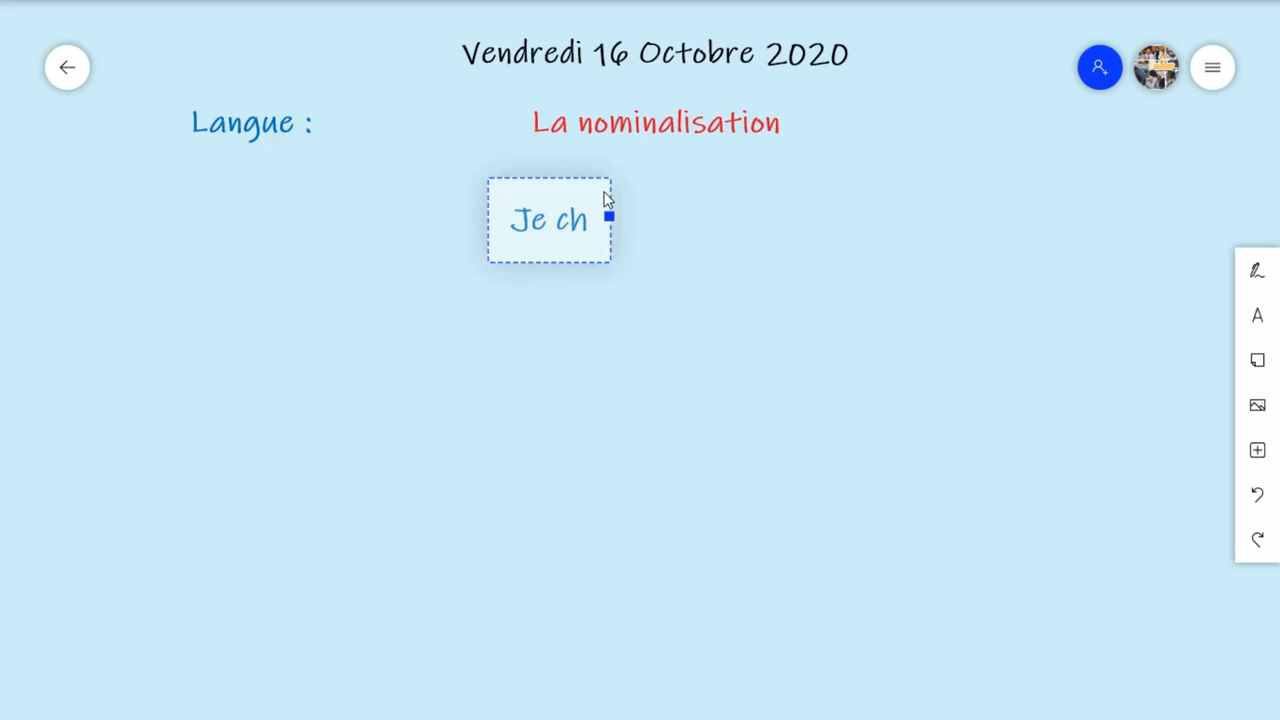 Vendredi 16 Octobre 2020
Langue : La nominalisation
Je ch